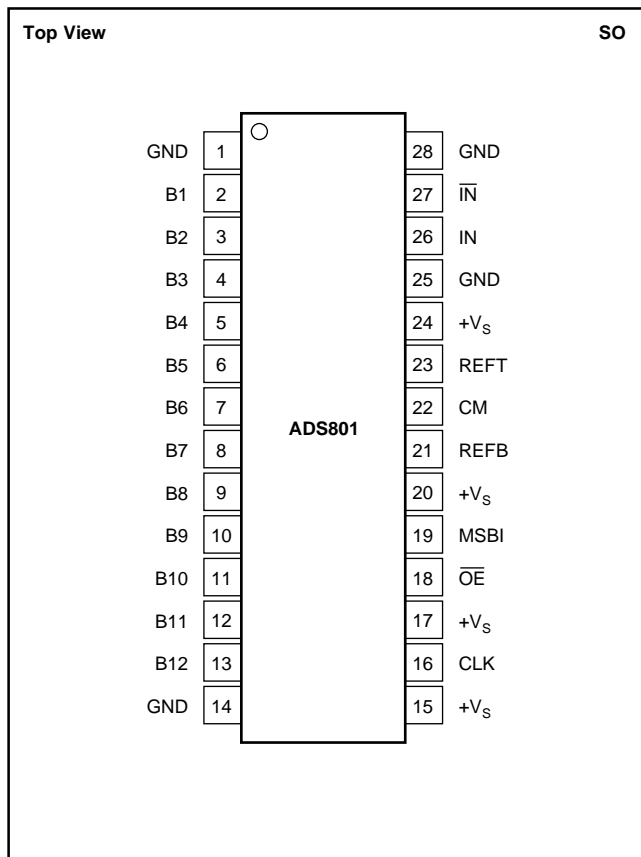 Top View SO
GND 1 28 GND
B1 2 27 I̅N̅
B2 3 26 IN
B3 4 25 GND
B4 5 24 +VS
B5 6 23 REFT
B6 7 22 CM
ADS801
B7 8 21 REFB
B8 9 20 +VS
B9 10 19 MSBI
B10 11 18 O̅E̅
B11 12 17 +VS
B12 13 16 CLK
GND 14 15 +VS